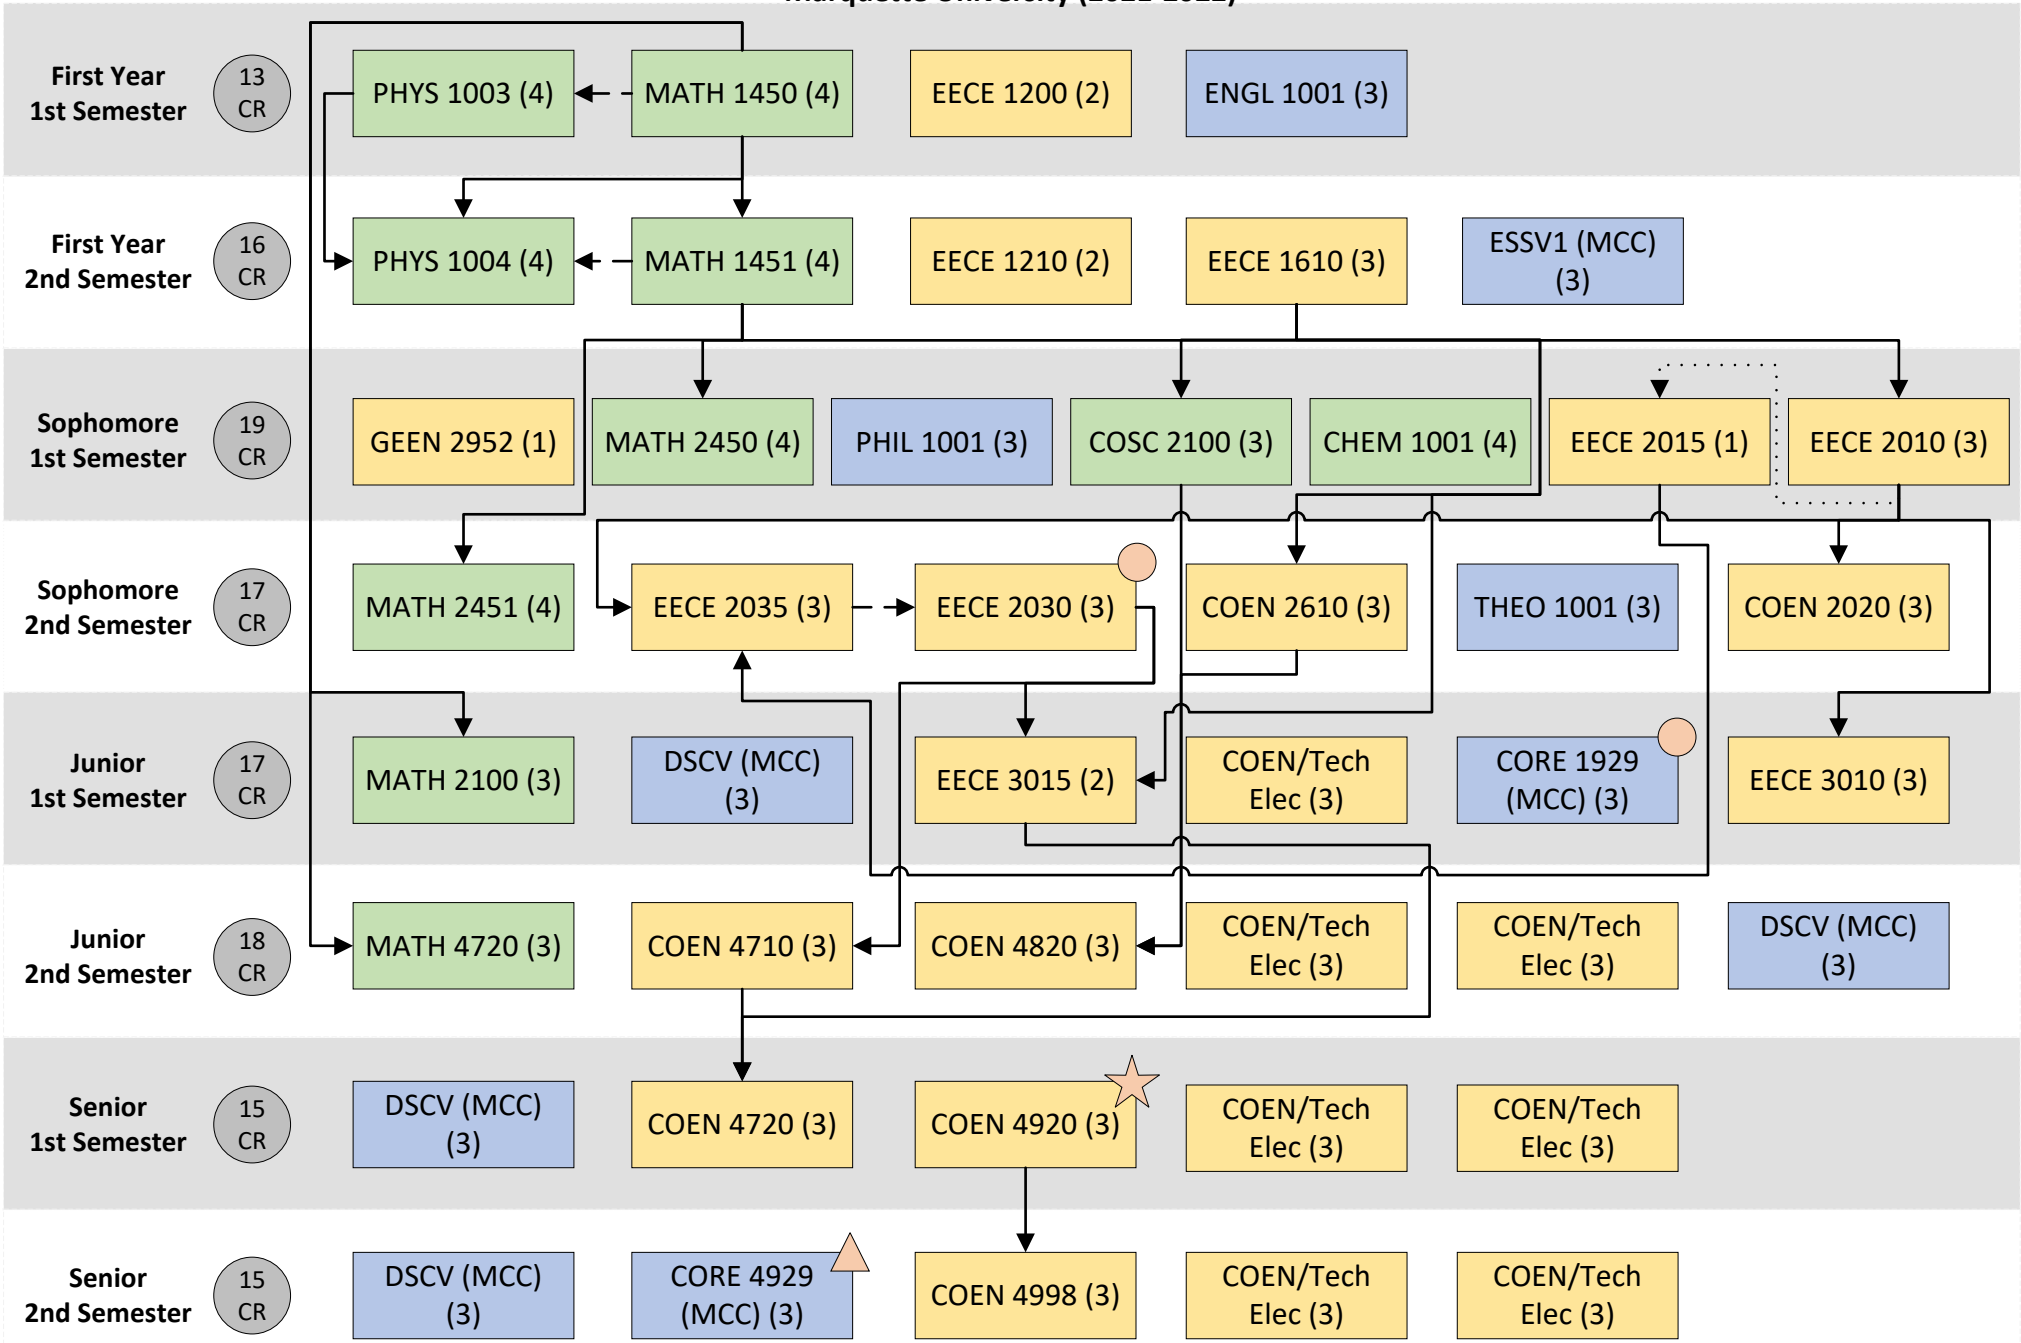 Marquette University (2021-2022)
First Year
1st Semester
13
CR
PHYS 1003 (4)
MATH 1450 (4)
EECE 1200 (2)
ENGL 1001 (3)
First Year
2nd Semester
16
CR
PHYS 1004 (4)
MATH 1451 (4)
EECE 1210 (2)
EECE 1610 (3)
ESSV1 (MCC)
(3)
Sophomore
1st Semester
19
CR
GEEN 2952 (1)
MATH 2450 (4)
PHIL 1001 (3)
COSC 2100 (3)
CHEM 1001 (4)
EECE 2015 (1)
EECE 2010 (3)
Sophomore
2nd Semester
17
CR
MATH 2451 (4)
EECE 2035 (3)
EECE 2030 (3)
COEN 2610 (3)
THEO 1001 (3)
COEN 2020 (3)
Junior
1st Semester
17
CR
MATH 2100 (3)
DSCV (MCC)
(3)
EECE 3015 (2)
COEN/Tech
Elec (3)
CORE 1929
(MCC) (3)
EECE 3010 (3)
Junior
2nd Semester
18
CR
MATH 4720 (3)
COEN 4710 (3)
COEN 4820 (3)
COEN/Tech
Elec (3)
COEN/Tech
Elec (3)
DSCV (MCC)
(3)
Senior
1st Semester
15
CR
DSCV (MCC)
(3)
COEN 4720 (3)
COEN 4920 (3)
COEN/Tech
Elec (3)
COEN/Tech
Elec (3)
Senior
2nd Semester
15
CR
DSCV (MCC)
(3)
CORE 4929
(MCC) (3)
COEN 4998 (3)
COEN/Tech
Elec (3)
COEN/Tech
Elec (3)